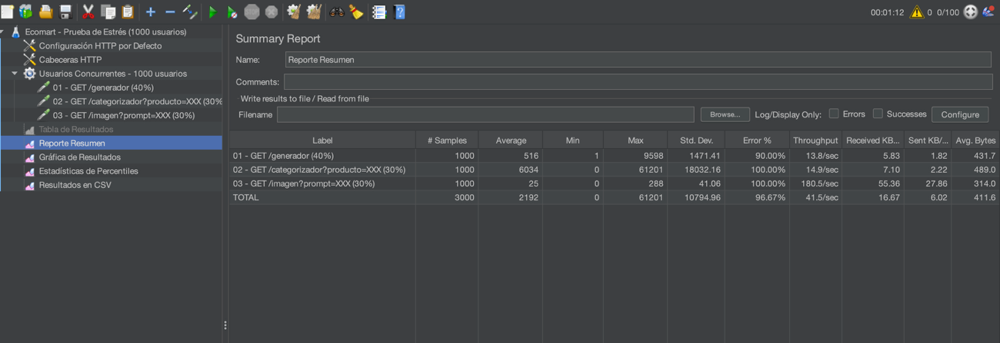 00:01:12 0 0/100
Ecomart - Prueba de Estrés (1000 usuarios)
Configuración HTTP por Defecto
Cabeceras HTTP
Usuarios Concurrentes - 1000 usuarios
01 - GET /generador (40%)
02 - GET /categorizador?producto=XXX (30%
03 - GET /imagen?prompt=XXX (30%)
Tabla de Resultados
Reporte Resumen
Gráfica de Resultados
Estadísticas de Percentiles
Resultados en CSV
Summary Report
Name: Reporte Resumen
Comments:
Write results to file / Read from file
Filename Browse... Log/Display Only: Errors Successes Configure
Label # Samples Average Min Max Std. Dev. Error % Throughput Received KB... Sent KB/... Avg. Bytes
01 - GET /generador (40%) 1000 516 1 9598 1471.41 90.00% 13.8/sec 5.83 1.82 431.7
02 - GET /categorizador?producto=XXX (30%) 1000 6034 0 61201 18032.16 100.00% 14.9/sec 7.10 2.22 489.0
03 - GET /imagen?prompt=XXX (30%) 1000 25 0 288 41.06 100.00% 180.5/sec 55.36 27.86 314.0
TOTAL 3000 2192 0 61201 10794.96 96.67% 41.5/sec 16.67 6.02 411.6